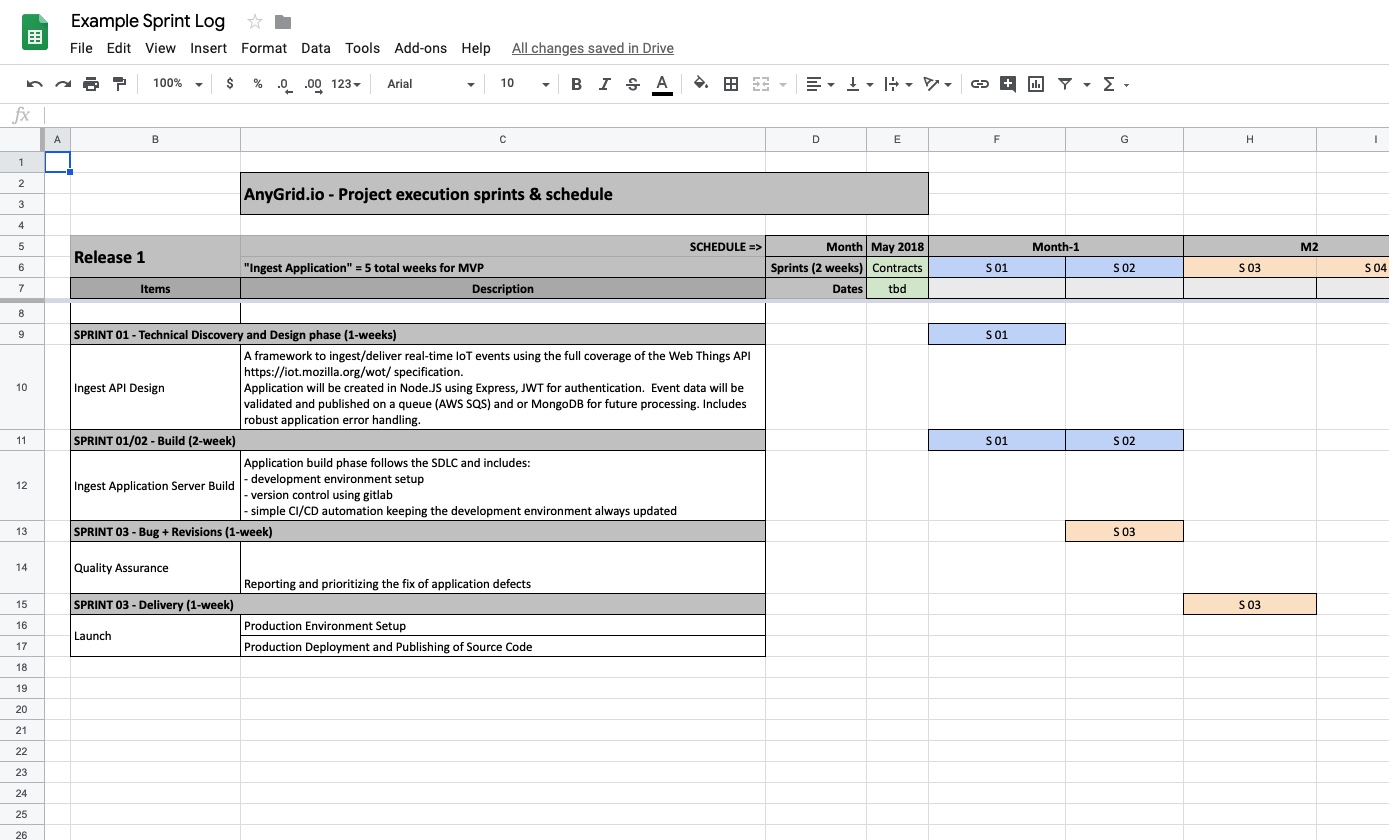 Example Sprint Log
File Edit View Insert Format Data Tools Add-ons Help All changes saved in Drive
100% $ % .0 .00 123 Arial 10 B I S A Σ
fx
A B C D E F G H I
1
2
AnyGrid.io - Project execution sprints & schedule
3
4
5 Release 1 SCHEDULE => Month May 2018 Month-1 M2
6 "Ingest Application" = 5 total weeks for MVP Sprints (2 weeks) Contracts S 01 S 02 S 03 S 04
7 Items Description Dates tbd
8
9 SPRINT 01 - Technical Discovery and Design phase (1-weeks) S 01
10 Ingest API Design
A framework to ingest/deliver real-time IoT events using the full coverage of the Web Things API
https://iot.mozilla.org/wot/ specification.
Application will be created in Node.JS using Express, JWT for authentication. Event data will be
validated and published on a queue (AWS SQS) and or MongoDB for future processing. Includes
robust application error handling.
11 SPRINT 01/02 - Build (2-week) S 01 S 02
12 Ingest Application Server Build
Application build phase follows the SDLC and includes:
- development environment setup
- version control using gitlab
- simple CI/CD automation keeping the development environment always updated
13 SPRINT 03 - Bug + Revisions (1-week) S 03
14 Quality Assurance
Reporting and prioritizing the fix of application defects
15 SPRINT 03 - Delivery (1-week) S 03
16 Launch Production Environment Setup
17 Production Deployment and Publishing of Source Code
18
19
20
21
22
23
24
25
26